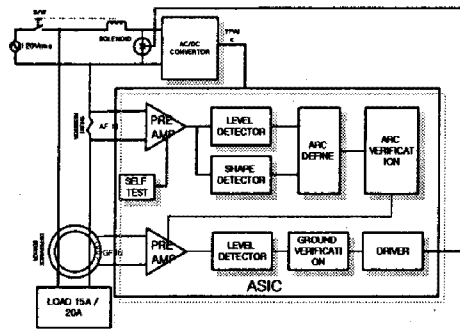 S/W
SOLENOID
120Vrms
AC/DC
CONVERTOR
PRE
AMP
LEVEL
DETECTOR
SHAPE
DETECTOR
ARC
DEFINE
ARC
VERIFICAT
ION
SELF
TEST
PRE
AMP
LEVEL
DETECTOR
GROUND
VERIFICATI
ON
DRIVER
ASIC
LOAD 15A /
20A